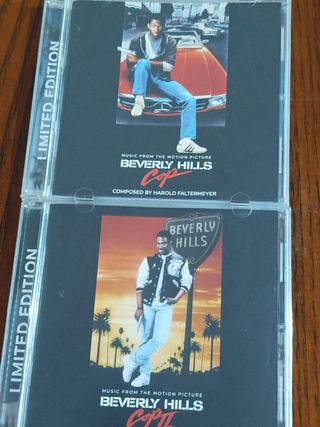 LIMITED EDITION
MUSIC FROM THE MOTION PICTURE
BEVERLY HILLS
Cop
COMPOSED BY HAROLD FALTERMEYER
LIMITED EDITION
BEVERLY
HILLS
MUSIC FROM THE MOTION PICTURE
BEVERLY HILLS
Cop II